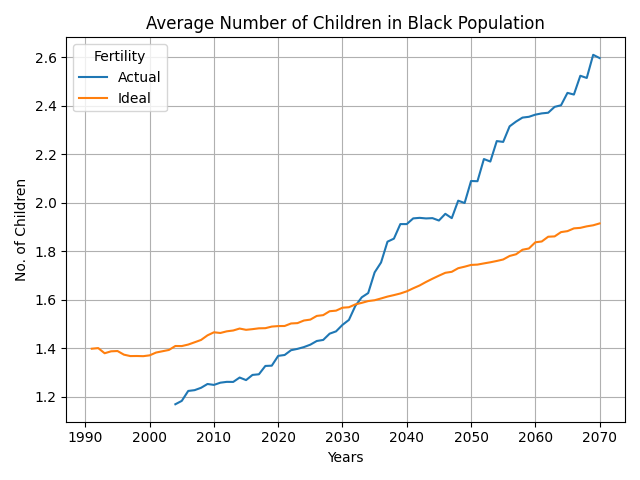 Average Number of Children in Black Population
Fertility
Actual
Ideal
No. of Children
2.6
2.4
2.2
2.0
1.8
1.6
1.4
1.2
1990 2000 2010 2020 2030 2040 2050 2060 2070
Years